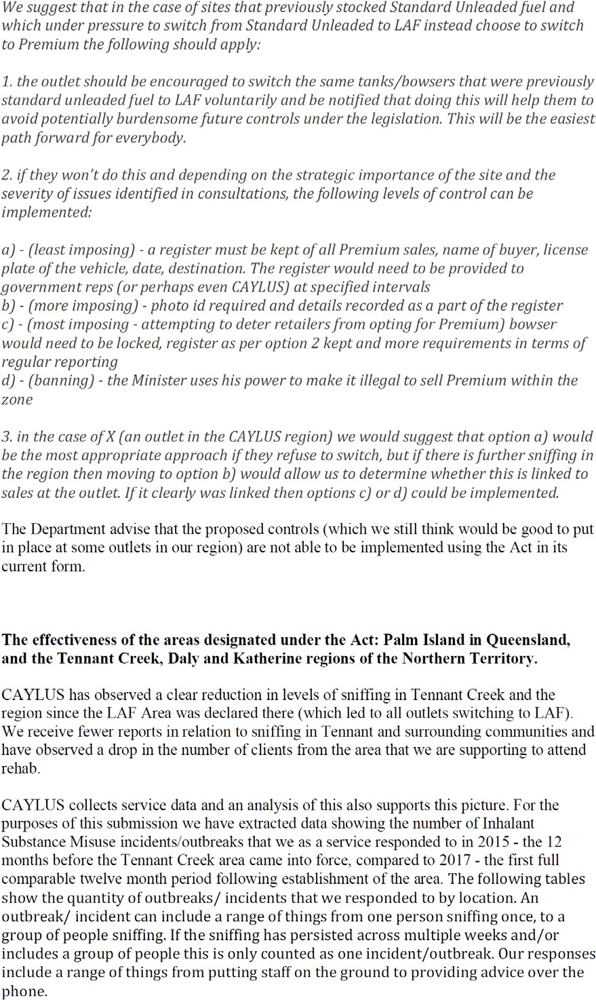 We suggest that in the case of sites that previously stocked Standard Unleaded fuel and
which under pressure to switch from Standard Unleaded to LAF instead choose to switch
to Premium the following should apply:
1. the outlet should be encouraged to switch the same tanks/bowsers that were previously
standard unleaded fuel to LAF voluntarily and be notified that doing this will help them to
avoid potentially burdensome future controls under the legislation. This will be the easiest
path forward for everybody.
2. if they won't do this and depending on the strategic importance of the site and the
severity of issues identified in consultations, the following levels of control can be
implemented:
a) - (least imposing) - a register must be kept of all Premium sales, name of buyer, license
plate of the vehicle, date, destination. The register would need to be provided to
government reps (or perhaps even CAYLUS) at specified intervals
b) - (more imposing) - photo id required and details recorded as a part of the register
c) - (most imposing - attempting to deter retailers from opting for Premium) bowser
would need to be locked, register as per option 2 kept and more requirements in terms of
regular reporting
d) - (banning) - the Minister uses his power to make it illegal to sell Premium within the
zone
3. in the case of X (an outlet in the CAYLUS region) we would suggest that option a) would
be the most appropriate approach if they refuse to switch, but if there is further sniffing in
the region then moving to option b) would allow us to determine whether this is linked to
sales at the outlet. If it clearly was linked then options c) or d) could be implemented.
The Department advise that the proposed controls (which we still think would be good to put
in place at some outlets in our region) are not able to be implemented using the Act in its
current form.
The effectiveness of the areas designated under the Act: Palm Island in Queensland,
and the Tennant Creek, Daly and Katherine regions of the Northern Territory.
CAYLUS has observed a clear reduction in levels of sniffing in Tennant Creek and the
region since the LAF Area was declared there (which led to all outlets switching to LAF).
We receive fewer reports in relation to sniffing in Tennant and surrounding communities and
have observed a drop in the number of clients from the area that we are supporting to attend
rehab.
CAYLUS collects service data and an analysis of this also supports this picture. For the
purposes of this submission we have extracted data showing the number of Inhalant
Substance Misuse incidents/outbreaks that we as a service responded to in 2015 - the 12
months before the Tennant Creek area came into force, compared to 2017 - the first full
comparable twelve month period following establishment of the area. The following tables
show the quantity of outbreaks/ incidents that we responded to by location. An
outbreak/ incident can include a range of things from one person sniffing once, to a
group of people sniffing. If the sniffing has persisted across multiple weeks and/or
includes a group of people this is only counted as one incident/outbreak. Our responses
include a range of things from putting staff on the ground to providing advice over the
phone.